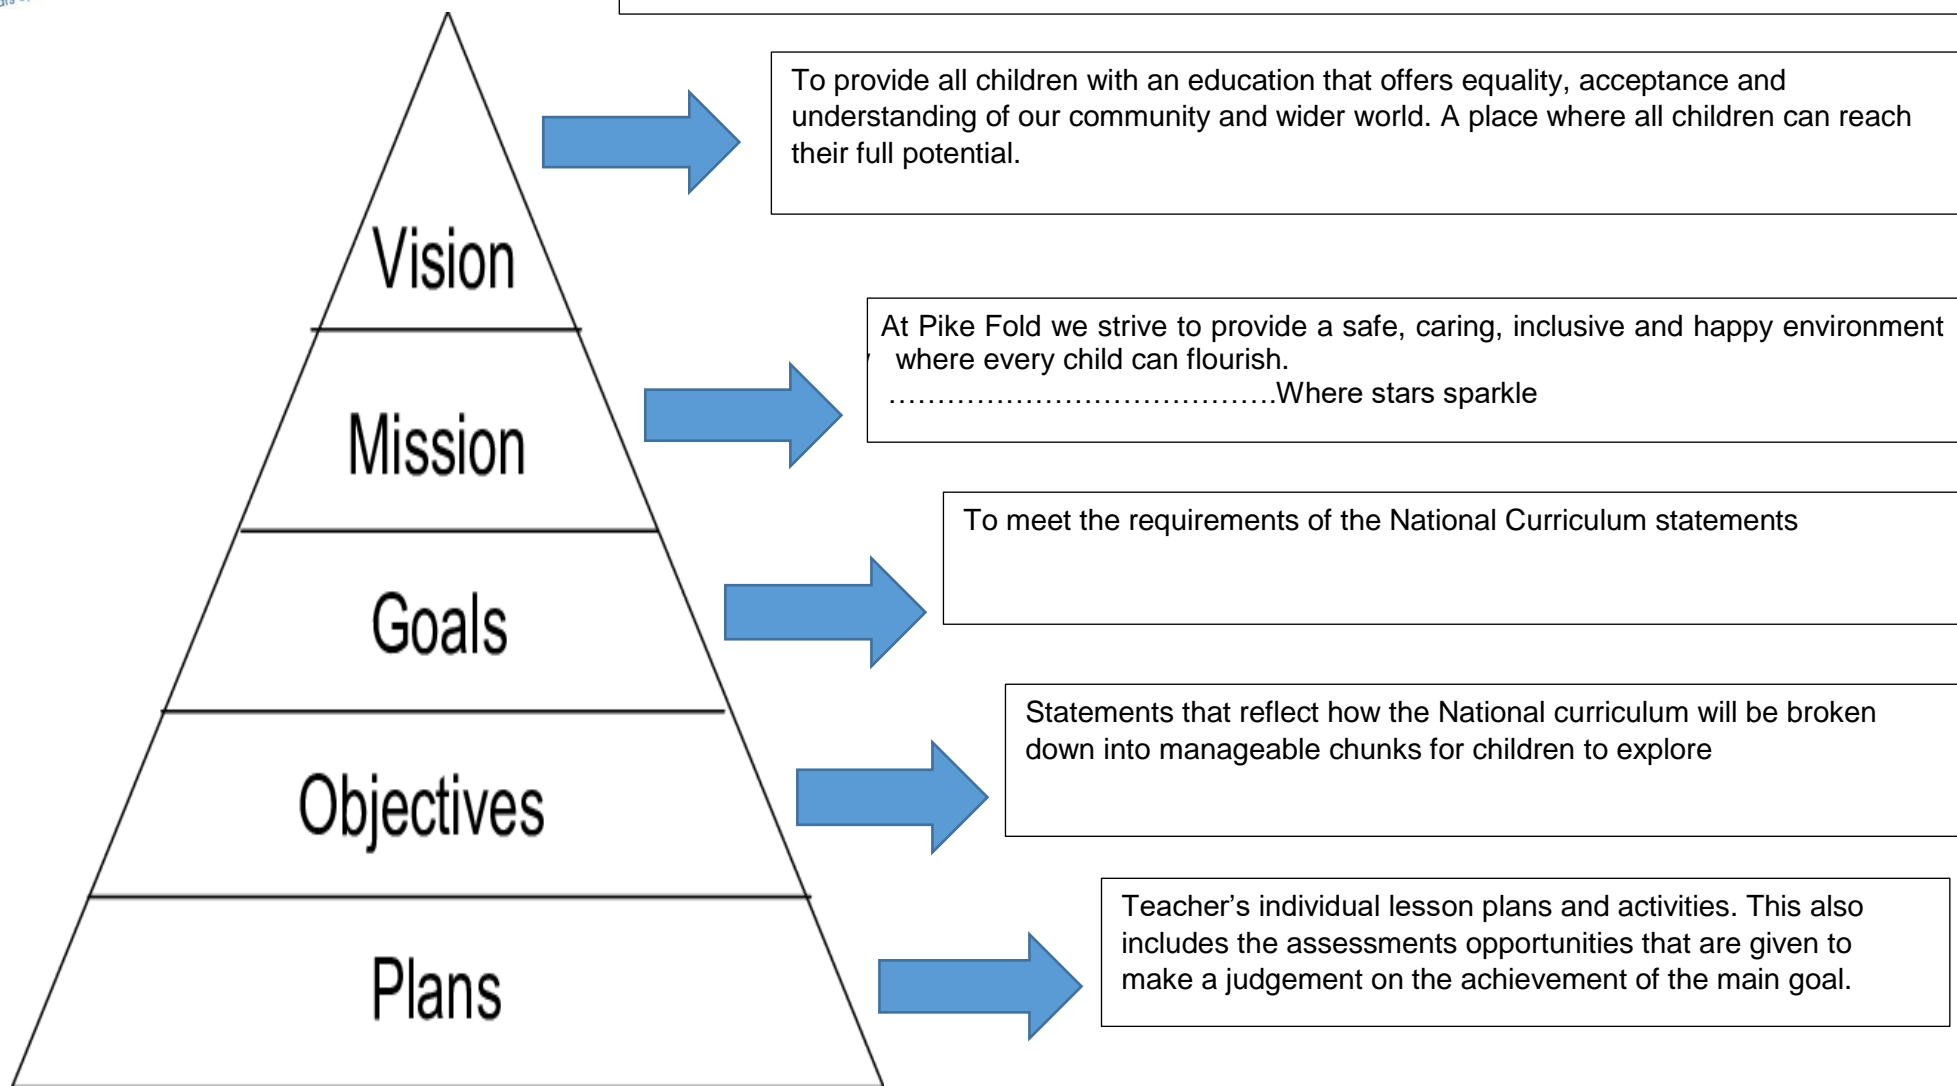 To provide all children with an education that offers equality, acceptance and
understanding of our community and wider world. A place where all children can reach
their full potential.
Vision
At Pike Fold we strive to provide a safe, caring, inclusive and happy environment
where every child can flourish.
………………………………….Where stars sparkle
Mission
To meet the requirements of the National Curriculum statements
Goals
Statements that reflect how the National curriculum will be broken
down into manageable chunks for children to explore
Objectives
Teacher’s individual lesson plans and activities. This also
includes the assessments opportunities that are given to
make a judgement on the achievement of the main goal.
Plans